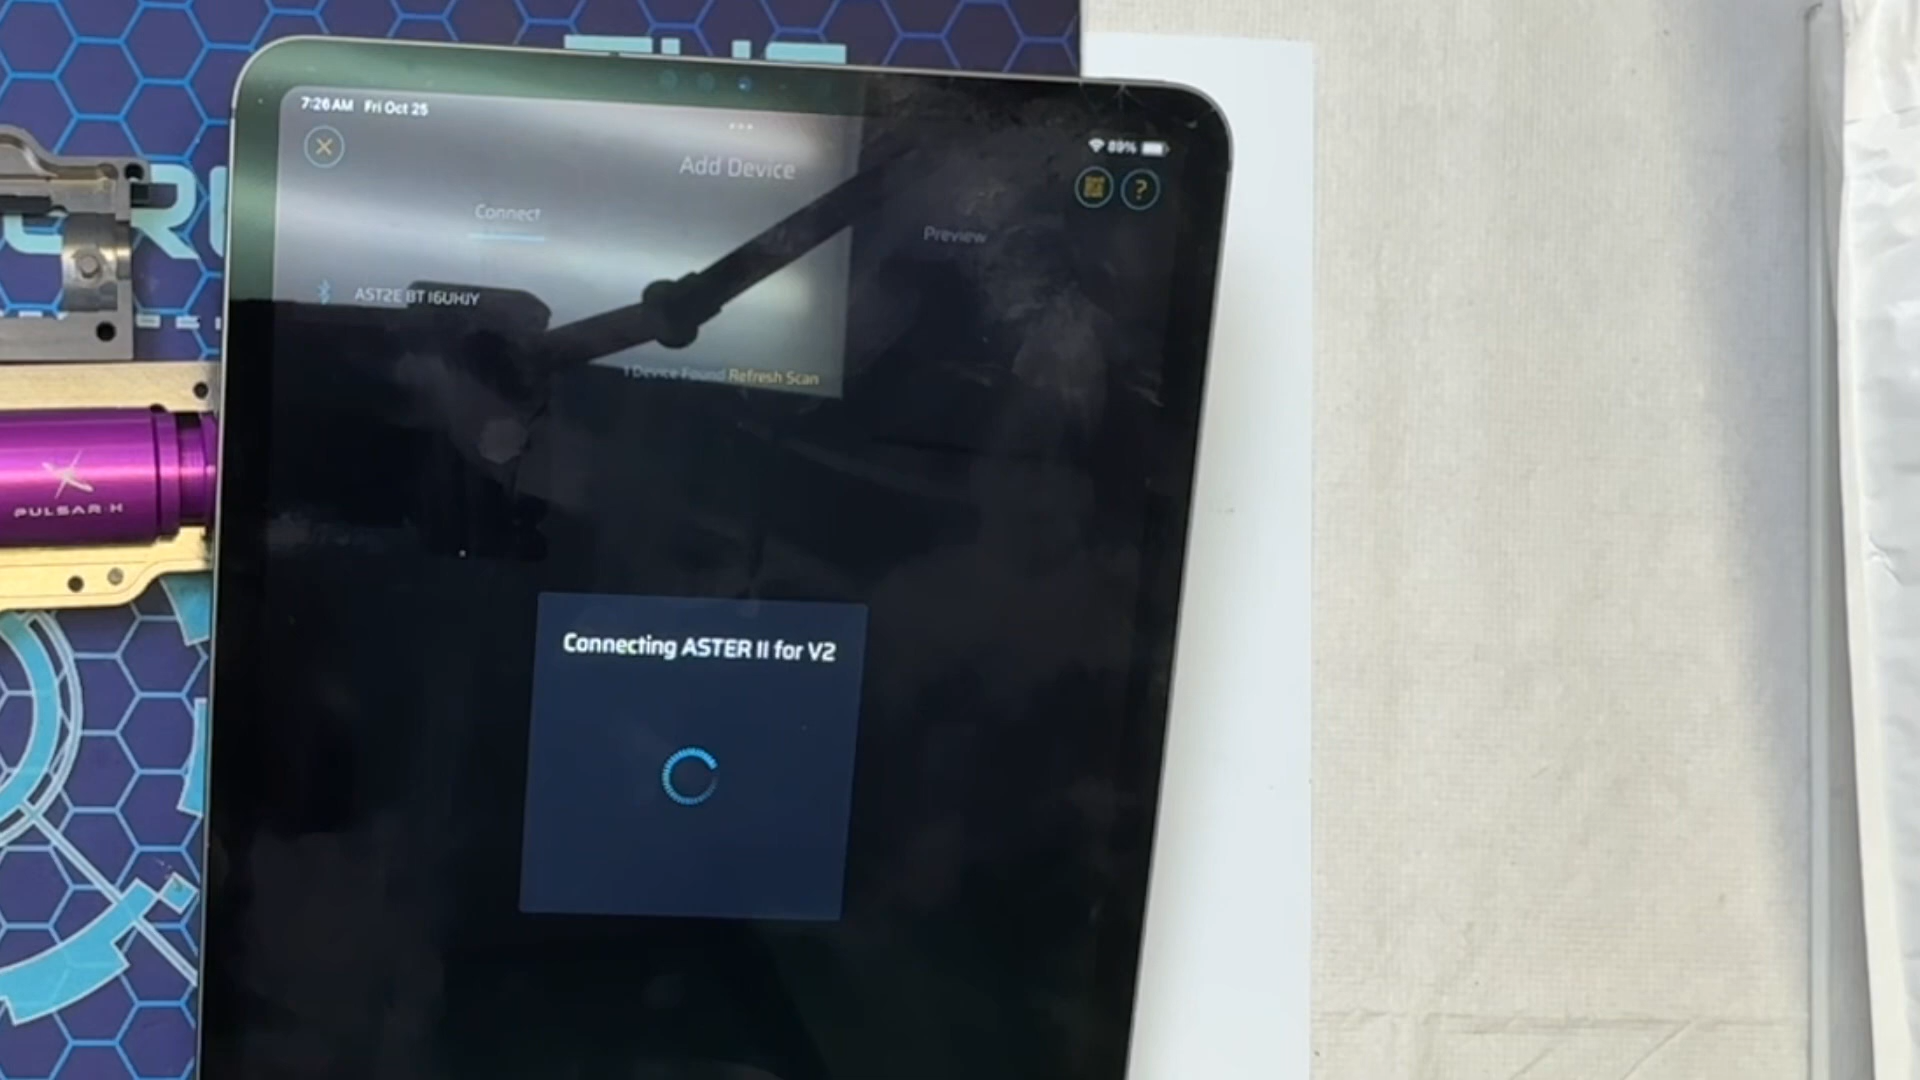 7:26 AM Fri Oct 25
89%
Add Device
?
Connect
Preview
AST2E BT I6UHJY
1 Device Found Refresh Scan
PULSAR H
Connecting ASTER II for V2